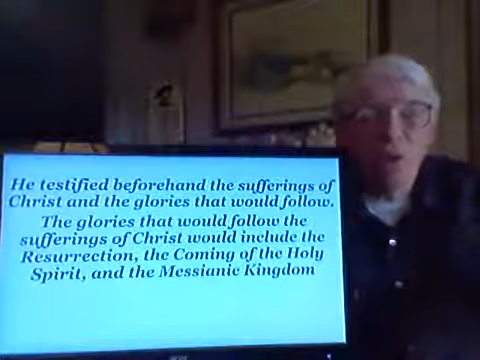 He testified beforehand the sufferings of
Christ and the glories that would follow.
The glories that would follow the
sufferings of Christ would include the
Resurrection, the Coming of the Holy
Spirit, and the Messianic Kingdom
acer